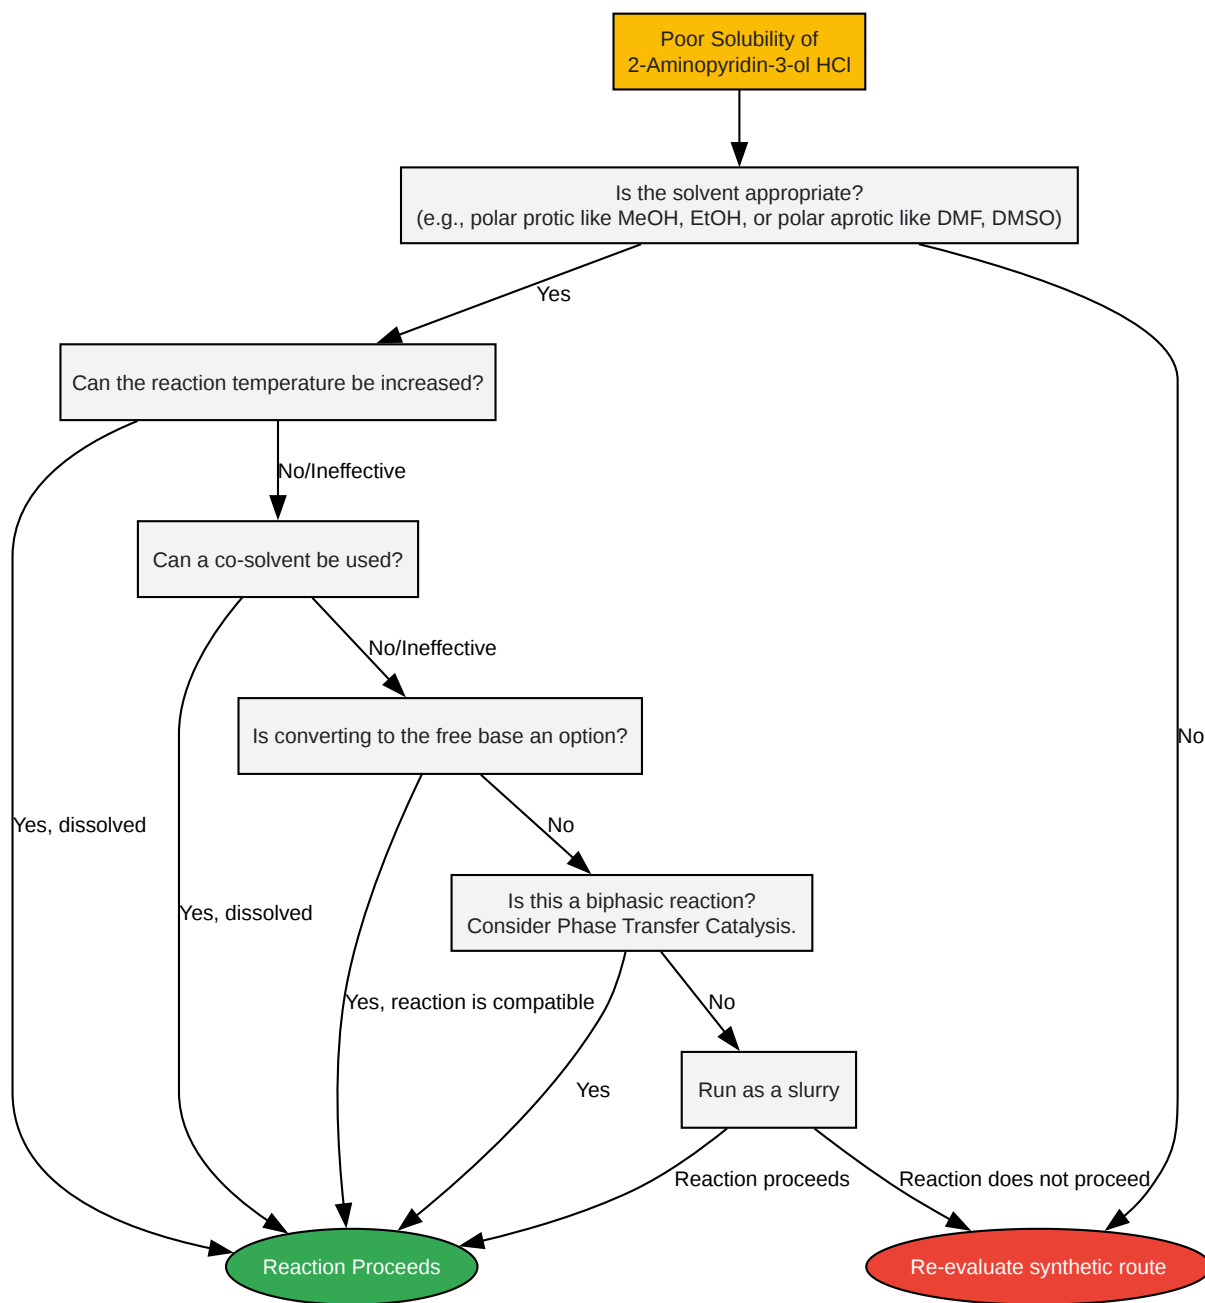 Poor Solubility of
2-Aminopyridin-3-ol HCl
Is the solvent appropriate?
(e.g., polar protic like MeOH, EtOH, or polar aprotic like DMF, DMSO)
Yes
Can the reaction temperature be increased?
No/Ineffective
Can a co-solvent be used?
No/Ineffective
Is converting to the free base an option?
No
Yes, dissolved
No
Is this a biphasic reaction?
Consider Phase Transfer Catalysis.
Yes, dissolved
Yes, reaction is compatible
No
Yes
Run as a slurry
Reaction proceeds
Reaction does not proceed
Reaction Proceeds
Re-evaluate synthetic route